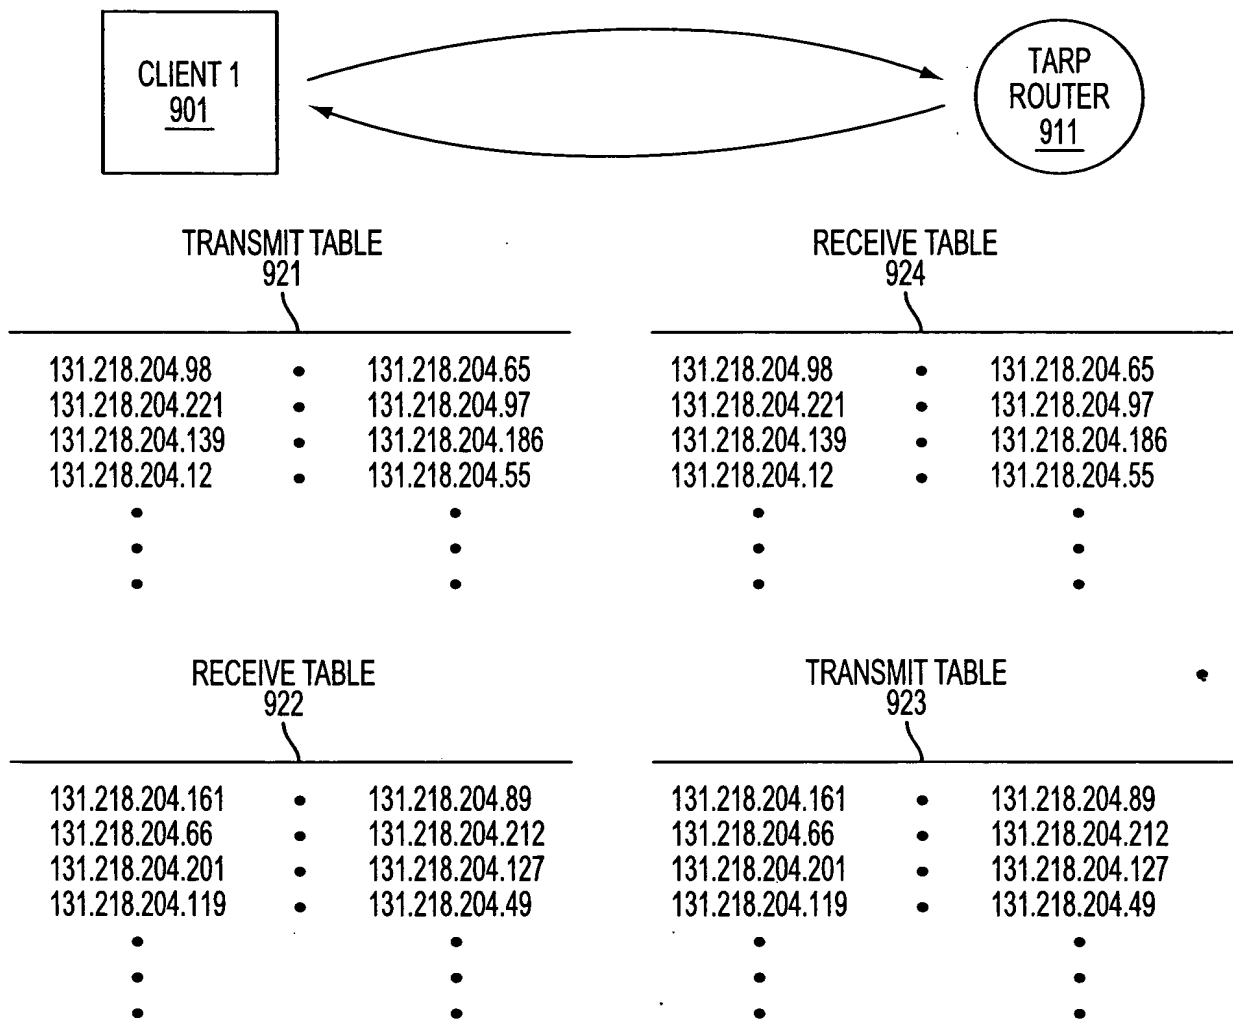 CLIENT 1
901
TARP
ROUTER
911
TRANSMIT TABLE
921
131.218.204.98 • 131.218.204.65
131.218.204.221 • 131.218.204.97
131.218.204.139 • 131.218.204.186
131.218.204.12 • 131.218.204.55
RECEIVE TABLE
924
131.218.204.98 • 131.218.204.65
131.218.204.221 • 131.218.204.97
131.218.204.139 • 131.218.204.186
131.218.204.12 • 131.218.204.55
RECEIVE TABLE
922
131.218.204.161 • 131.218.204.89
131.218.204.66 • 131.218.204.212
131.218.204.201 • 131.218.204.127
131.218.204.119 • 131.218.204.49
TRANSMIT TABLE
923
131.218.204.161 • 131.218.204.89
131.218.204.66 • 131.218.204.212
131.218.204.201 • 131.218.204.127
131.218.204.119 • 131.218.204.49